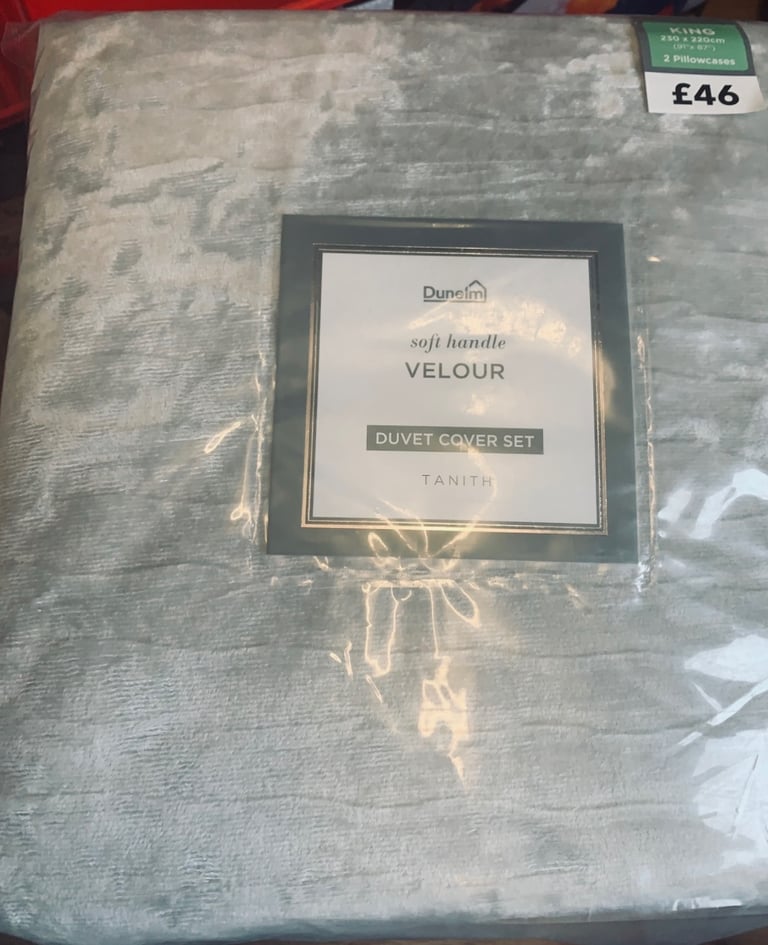 KING
230 x 220cm
(91" x 87")
2 Pillowcases
£46
Dunelm
soft handle
VELOUR
DUVET COVER SET
TANITH